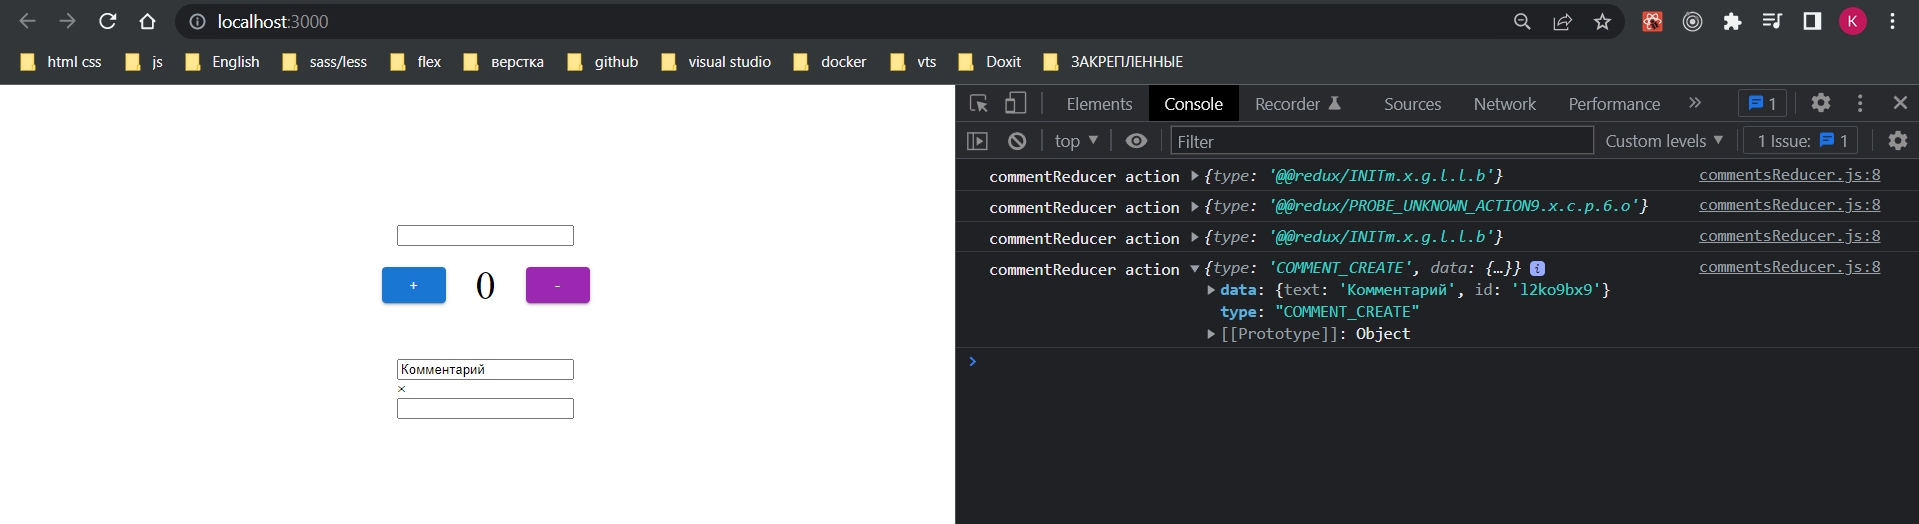 localhost:3000
K
html css js English sass/less flex верстка github visual studio docker vts Doxit ЗАКРЕПЛЕННЫЕ
Elements Console Recorder Sources Network Performance » 1
top Filter Custom levels 1 Issue: 1
commentReducer action {type: '@@redux/INITm.x.g.l.l.b'} commentsReducer.js:8
commentReducer action {type: '@@redux/PROBE_UNKNOWN_ACTION9.x.c.p.6.o'} commentsReducer.js:8
commentReducer action {type: '@@redux/INITm.x.g.l.l.b'} commentsReducer.js:8
commentReducer action {type: 'COMMENT_CREATE', data: {…}} i commentsReducer.js:8
data: {text: 'Комментарий', id: 'l2ko9bx9'}
type: "COMMENT_CREATE"
[[Prototype]]: Object
+ 0 -
Комментарий
×